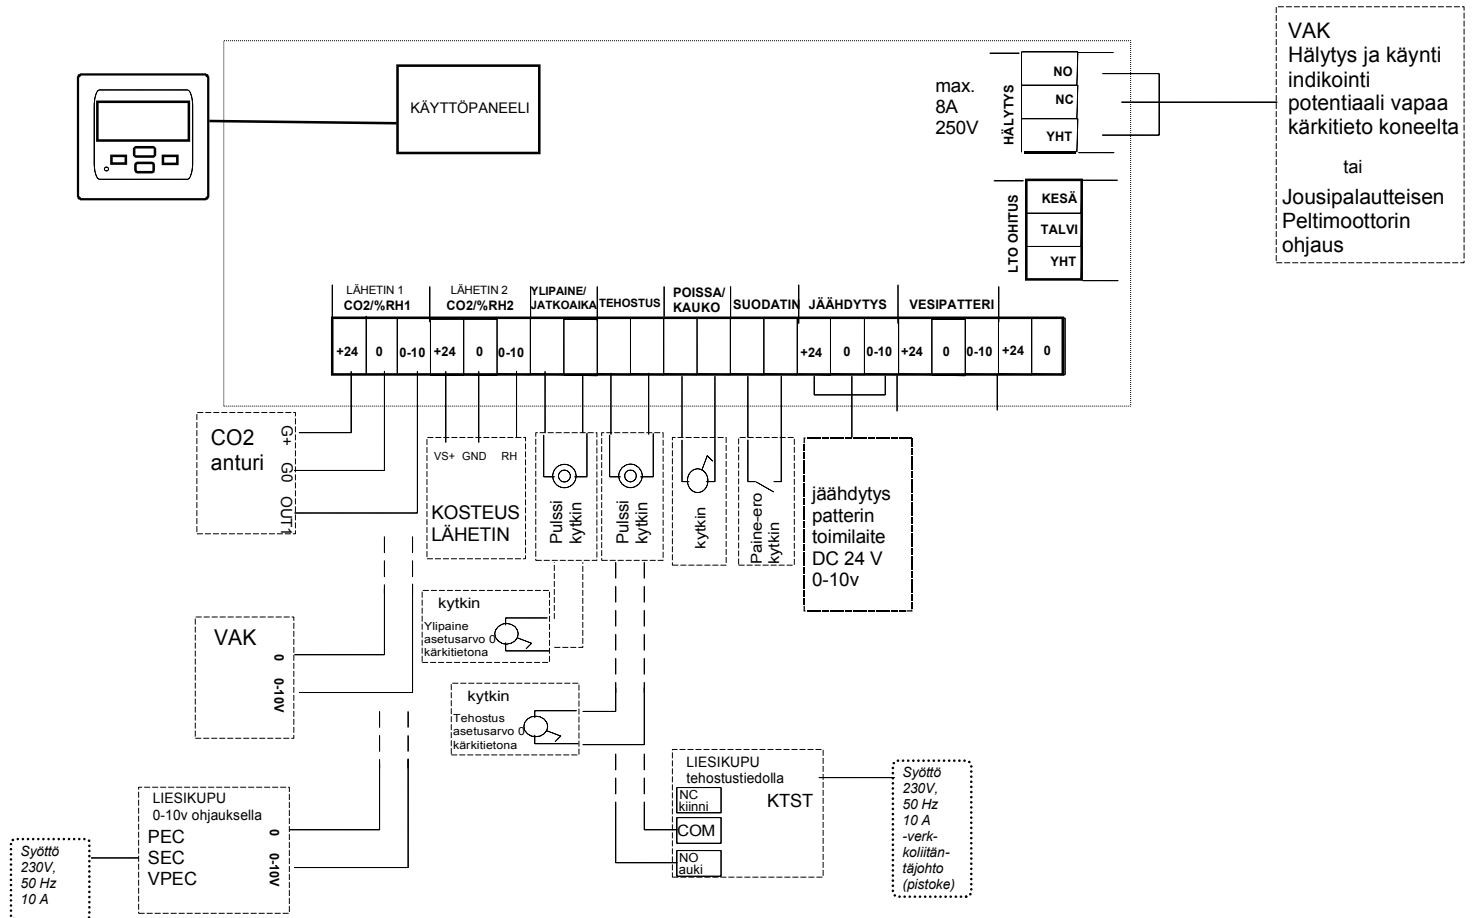 KÄYTTÖPANEELI
max.
8A
250V
HÄLYTYS
NO
NC
YHT
VAK
Hälytys ja käynti
indikointi
potentiaali vapaa
kärkitieto koneelta
tai
Jousipalautteisen
Peltimoottorin
ohjaus
LTO OHITUS
KESÄ
TALVI
YHT
LÄHETIN 1
CO2/%RH1
LÄHETIN 2
CO2/%RH2
YLIPAINE/
JATKOAIKA
TEHOSTUS
POISSA/
KAUKO
SUODATIN
JÄÄHDYTYS
VESIPATTERI
+24 0 0-10 +24 0 0-10 +24 0 0-10 +24 0 0-10 +24 0
CO2
anturi
G+
G0
OUT1
VS+ GND RH
KOSTEUS
LÄHETIN
Pulssi
kytkin
Pulssi
kytkin
kytkin
Paine-ero
kytkin
jäähdytys
patterin
toimilaite
DC 24 V
0-10v
kytkin
Ylipaine
asetusarvo 0
kärkitietona
VAK
0
0-10V
kytkin
Tehostus
asetusarvo 0
kärkitietona
LIESIKUPU
tehostustiedolla
KTST
NC
kiinni
COM
NO
auki
Syöttö
230V,
50 Hz
10 A
-verk-
koliitän-
täjohto
(pistoke)
LIESIKUPU
0-10v ohjauksella
PEC
SEC
VPEC
0
0-10V
Syöttö
230V,
50 Hz
10 A